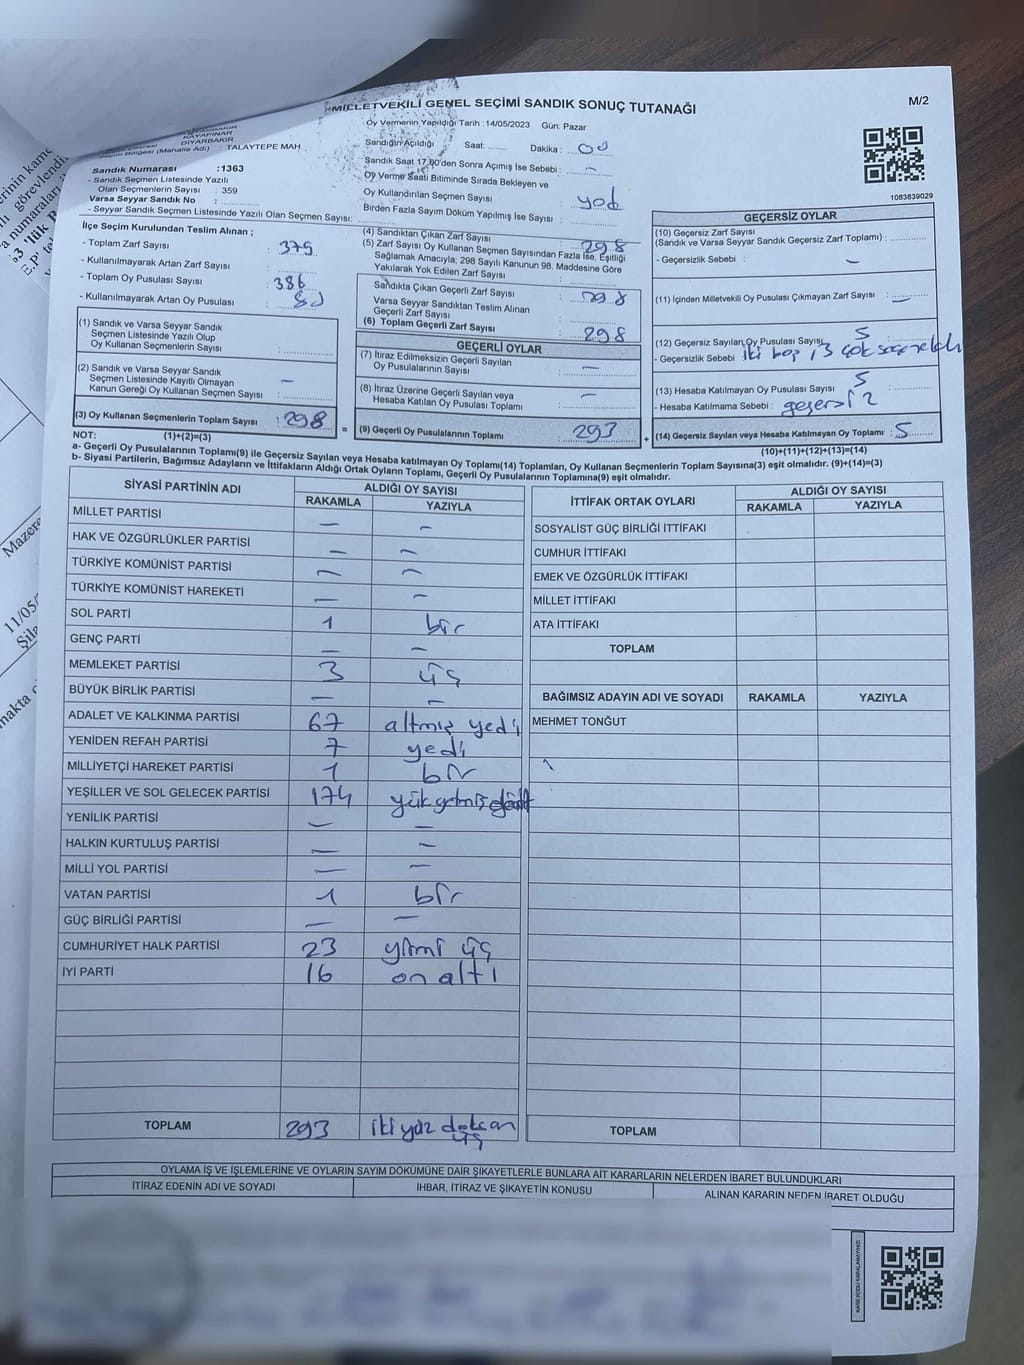 MİLLETVEKİLİ GENEL SEÇİMİ SANDIK SONUÇ TUTANAĞI
M/2
DİYARBAKIR
KAYAPINAR
DİYARBAKIR
Seçim Bölgesi (Mahalle Adı) : TALAYTEPE MAH.
Sandık Numarası :1363
- Sandık Seçmen Listesinde Yazılı
Olan Seçmenlerin Sayısı : 359
Varsa Seyyar Sandık No :
- Seyyar Sandık Seçmen Listesinde Yazılı Olan Seçmen Sayısı:
Oy Vermenin Yapıldığı Tarih :14/05/2023 Gün: Pazar
Sandığın Açıldığı Saat: Dakika : 00
Sandık Saat 17.00'den Sonra Açımış İse Sebebi: -
Oy Verme Saati Bitiminde Sırada Bekleyen ve
Oy Kullandırılan Seçmen Sayısı : yok
Birden Fazla Sayım Döküm Yapılmış İse Sayısı :
1083839029
İlçe Seçim Kurulundan Teslim Alınan ;
- Toplam Zarf Sayısı : 375
- Kullanılmayarak Artan Zarf Sayısı :
- Toplam Oy Pusulası Sayısı : 386
- Kullanılmayarak Artan Oy Pusulası :
(1) Sandık ve Varsa Seyyar Sandık
Seçmen Listesinde Yazılı Olup
Oy Kullanan Seçmenlerin Sayısı :
(2) Sandık ve Varsa Seyyar Sandık
Seçmen Listesinde Kayıtlı Olmayan
Kanun Gereği Oy Kullanan Seçmen Sayısı : -
(3) Oy Kullanan Seçmenlerin Toplam Sayısı : 298
(4) Sandıktan Çıkan Zarf Sayısı : 298
(5) Zarf Sayısı Oy Kullanan Seçmen Sayısından Fazla İse, Eşitliği
Sağlamak Amacıyla, 298 Sayılı Kanunun 98. Maddesine Göre
Yakılarak Yok Edilen Zarf Sayısı :
Sandıkta Çıkan Geçerli Zarf Sayısı : 298
Varsa Seyyar Sandıktan Teslim Alınan
Geçerli Zarf Sayısı :
(6) Toplam Geçerli Zarf Sayısı : 298
GEÇERLİ OYLAR
(7) İtiraz Edilmeksizin Geçerli Sayılan
Oy Pusulalarının Sayısı : -
(8) İtiraz Üzerine Geçerli Sayılan veya
Hesaba Katılan Oy Pusulası Toplamı : -
= (9) Geçerli Oy Pusulalarının Toplamı : 293
GEÇERSİZ OYLAR
(10) Geçersiz Zarf Sayısı
(Sandık ve Varsa Seyyar Sandık Geçersiz Zarf Toplamı) :
- Geçersizlik Sebebi : -
(11) İçinden Milletvekili Oy Pusulası Çıkmayan Zarf Sayısı : -
(12) Geçersiz Sayılan Oy Pusulası Sayısı : 5
- Geçersizlik Sebebi : iki boş, 3 çok seçenekli
(13) Hesaba Katılmayan Oy Pusulası Sayısı : 5
- Hesaba Katılmama Sebebi : geçersiz
+ (14) Geçersiz Sayılan veya Hesaba Katılmayan Oy Toplamı : 5
NOT: (1)+(2)=(3)
(10)+(11)+(12)+(13)=(14)
a- Geçerli Oy Pusulaları Toplamı(9) ile Geçersiz Sayılan veya Hesaba katılmayan Oy Toplamı(14) Toplamları, Oy Kullanan Seçmenlerin Toplam Sayısına(3) eşit olmalıdır. (9)+(14)=(3)
b- Siyasi Partilerin, Bağımsız Adayların ve İttifakların Aldığı Ortak Oyların Toplamı, Geçerli Oy Pusulalarının Toplamına(9) eşit olmalıdır.
SİYASİ PARTİNİN ADI ALDIĞI OY SAYISI
RAKAMLA YAZIYLA
MİLLET PARTİSİ - -
HAK VE ÖZGÜRLÜKLER PARTİSİ - -
TÜRKİYE KOMÜNİST PARTİSİ - -
TÜRKİYE KOMÜNİST HAREKETİ - -
SOL PARTİ 1 bir
GENÇ PARTİ - -
MEMLEKET PARTİSİ 3 üç
BÜYÜK BİRLİK PARTİSİ - -
ADALET VE KALKINMA PARTİSİ 67 altmış yedi
YENİDEN REFAH PARTİSİ 7 yedi
MİLLİYETÇİ HAREKET PARTİSİ 1 bir
YEŞİLLER VE SOL GELECEK PARTİSİ 174
YENİLİK PARTİSİ - -
HALKIN KURTULUŞ PARTİSİ - -
MİLLİ YOL PARTİSİ - -
VATAN PARTİSİ 1 bir
GÜÇ BİRLİĞİ PARTİSİ - -
CUMHURİYET HALK PARTİSİ 23 yirmi üç
İYİ PARTİ 16 on altı
TOPLAM 293 iki yüz doksan
üç
İTTİFAK ORTAK OYLARI ALDIĞI OY SAYISI
RAKAMLA YAZIYLA
SOSYALİST GÜÇ BİRLİĞİ İTTİFAKI
CUMHUR İTTİFAKI
EMEK VE ÖZGÜRLÜK İTTİFAKI
MİLLET İTTİFAKI
ATA İTTİFAKI
TOPLAM
BAĞIMSIZ ADAYIN ADI VE SOYADI RAKAMLA YAZIYLA
MEHMET TONĞUT
TOPLAM
OYLAMA İŞ VE İŞLEMLERİNE VE OYLARIN SAYIM DÖKÜMÜNE DAİR ŞİKAYETLERLE BUNLARA AİT KARARLARIN NELERDEN İBARET BULUNDUKLARI
İTİRAZ EDENİN ADI VE SOYADI İHBAR, İTİRAZ VE ŞİKAYETİN KONUSU ALINAN KARARIN NEDEN İBARET OLDUĞU
KARE KODU KARALAMAYINIZ!